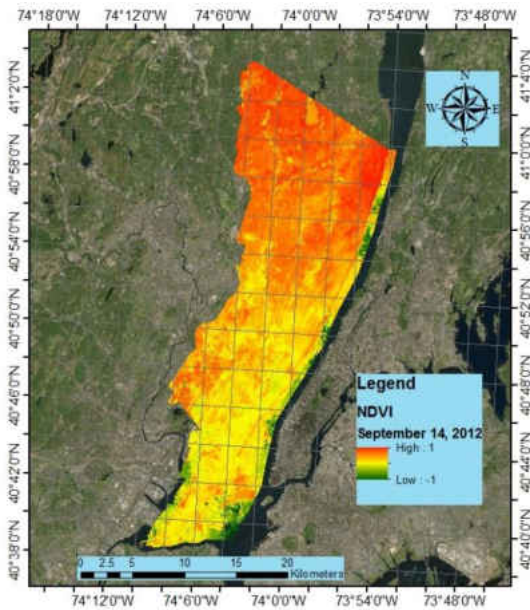 74°18'0"W 74°12'0"W 74°6'0"W 74°0'0"W 73°54'0"W 73°48'0"W
N
W E
S
41°2'0"N
40°58'0"N
40°54'0"N
40°50'0"N
40°46'0"N
40°42'0"N
40°38'0"N
41°4'0"N
41°0'0"N
40°56'0"N
40°52'0"N
40°48'0"N
40°44'0"N
40°40'0"N
Legend
NDVI
September 14, 2012
High : 1
Low : -1
0 2.5 5 10 15 20
Kilometers
74°12'0"W 74°6'0"W 74°0'0"W 73°54'0"W 73°48'0"W